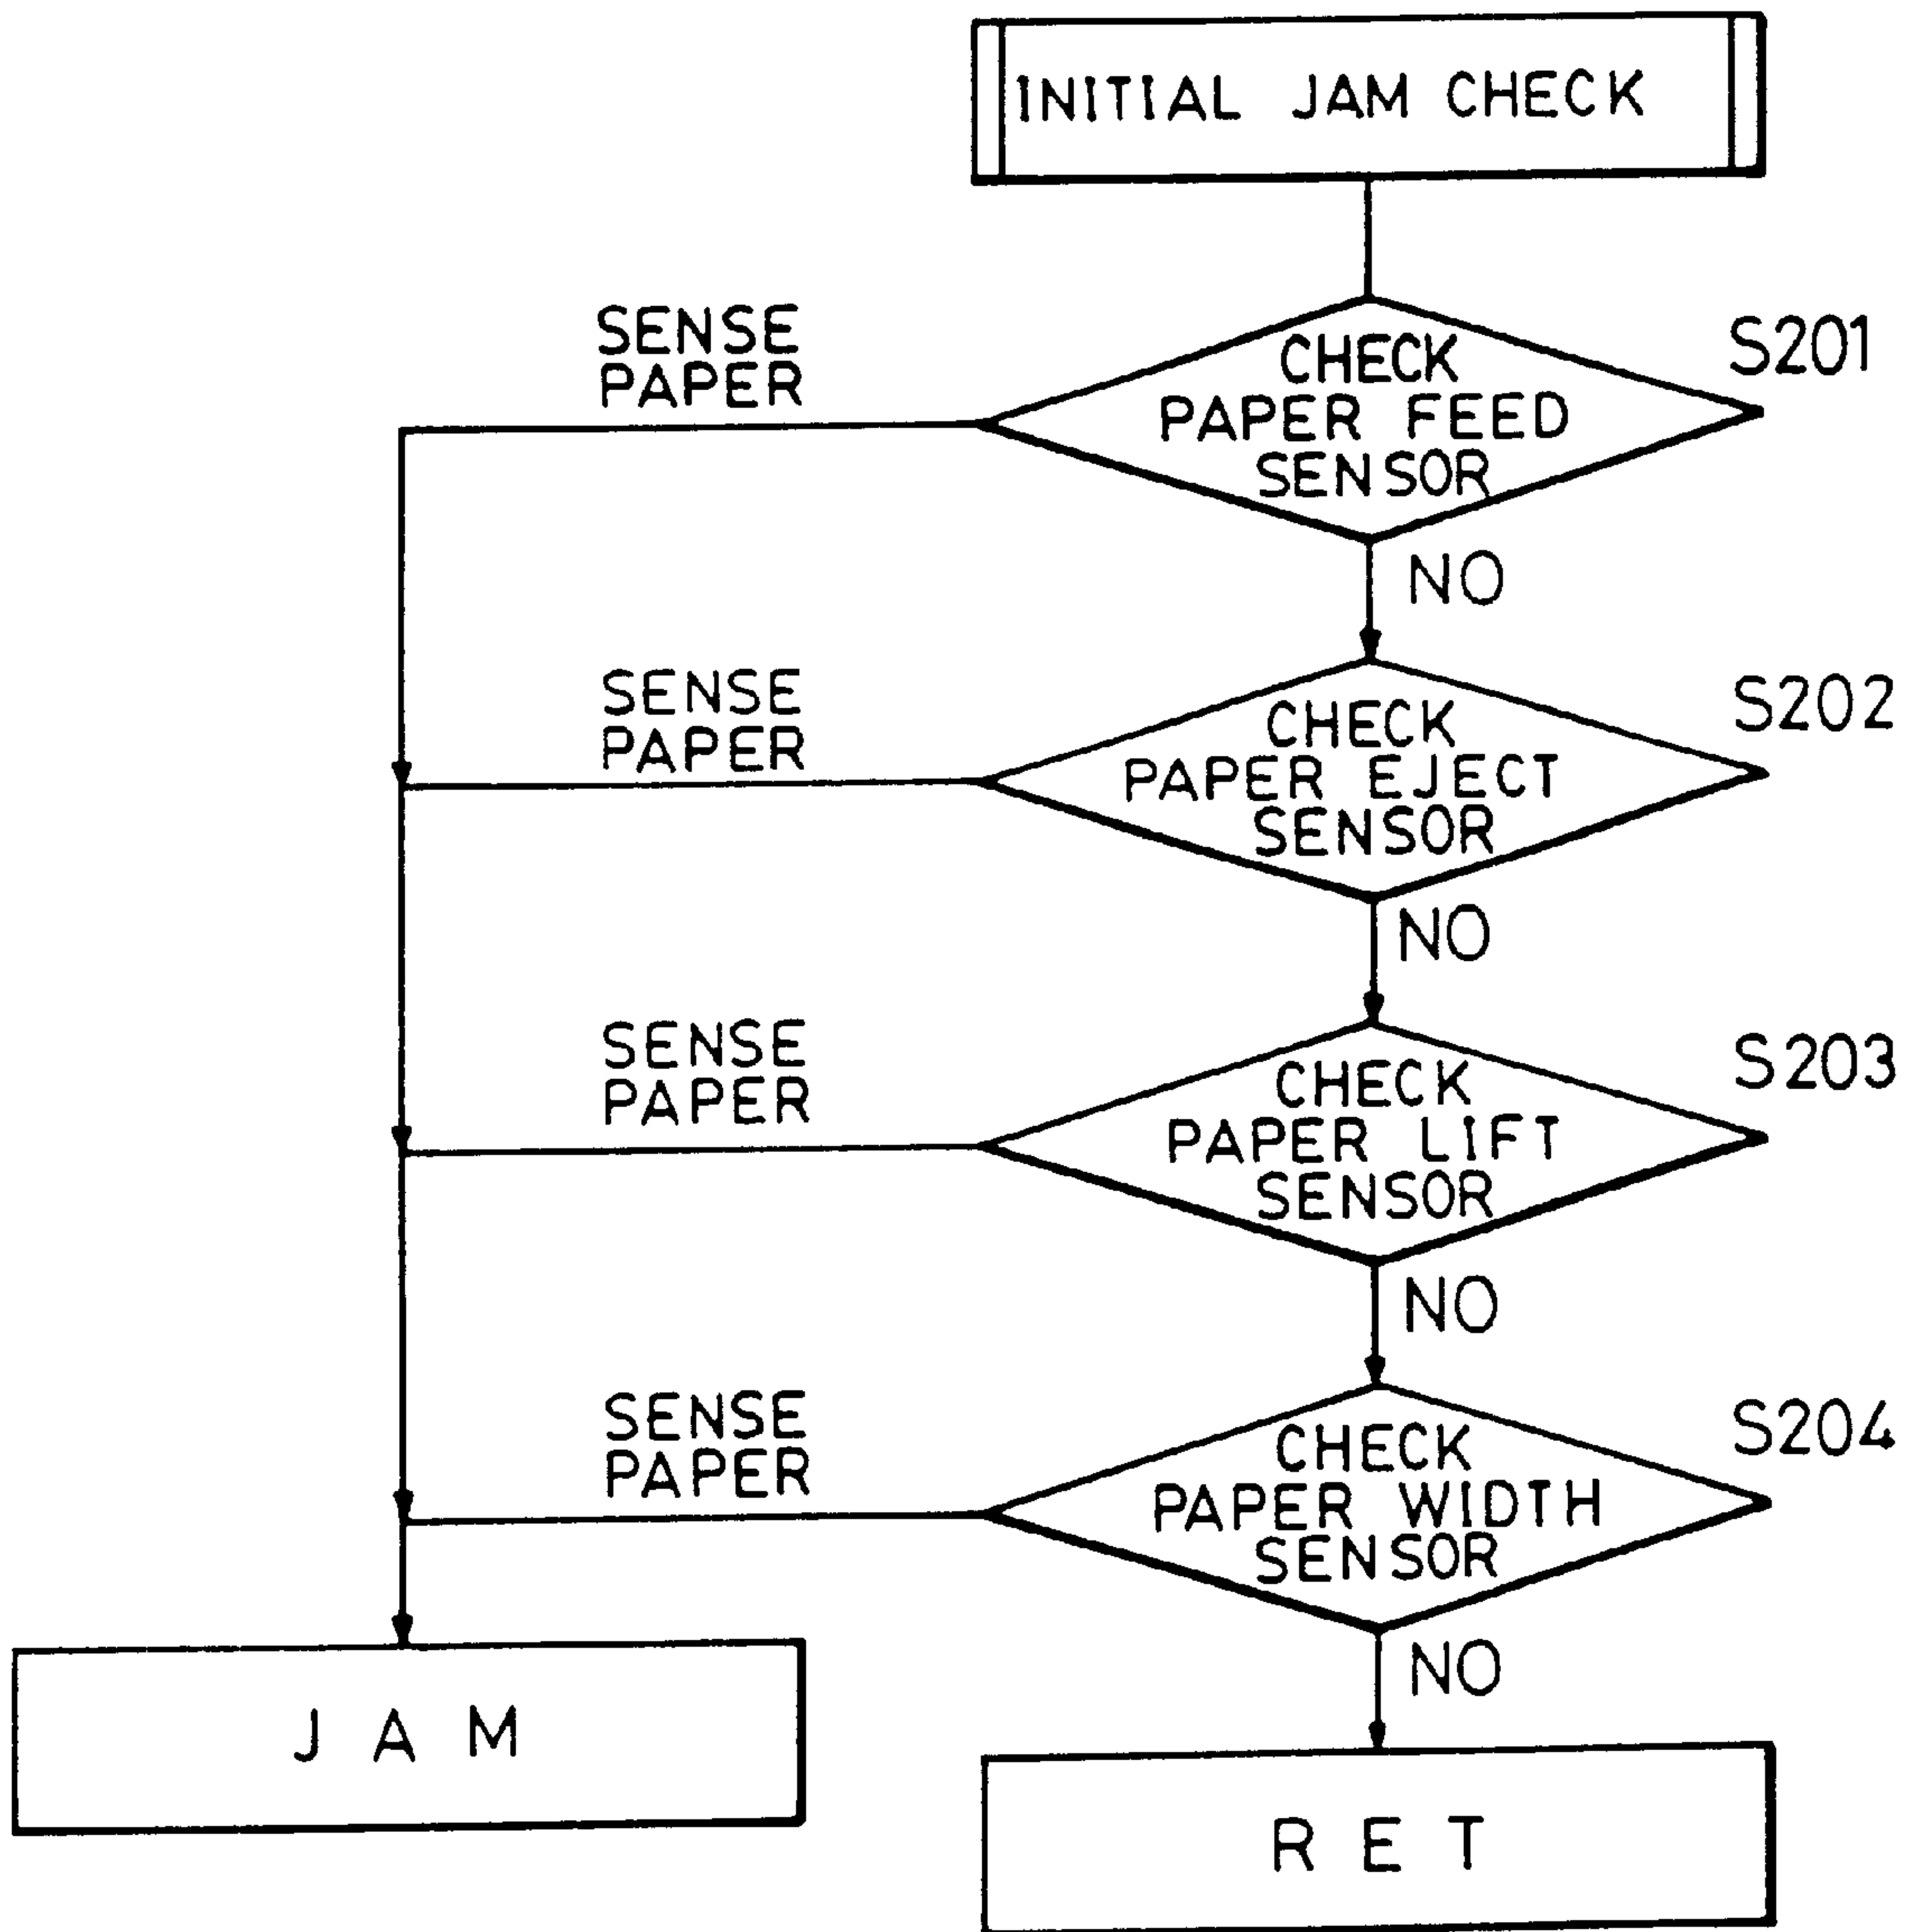 INITIAL JAM CHECK
SENSE
PAPER
CHECK
PAPER FEED
SENSOR
S201
NO
SENSE
PAPER
CHECK
PAPER EJECT
SENSOR
S202
NO
SENSE
PAPER
CHECK
PAPER LIFT
SENSOR
S203
NO
SENSE
PAPER
CHECK
PAPER WIDTH
SENSOR
S204
NO
JAM
RET